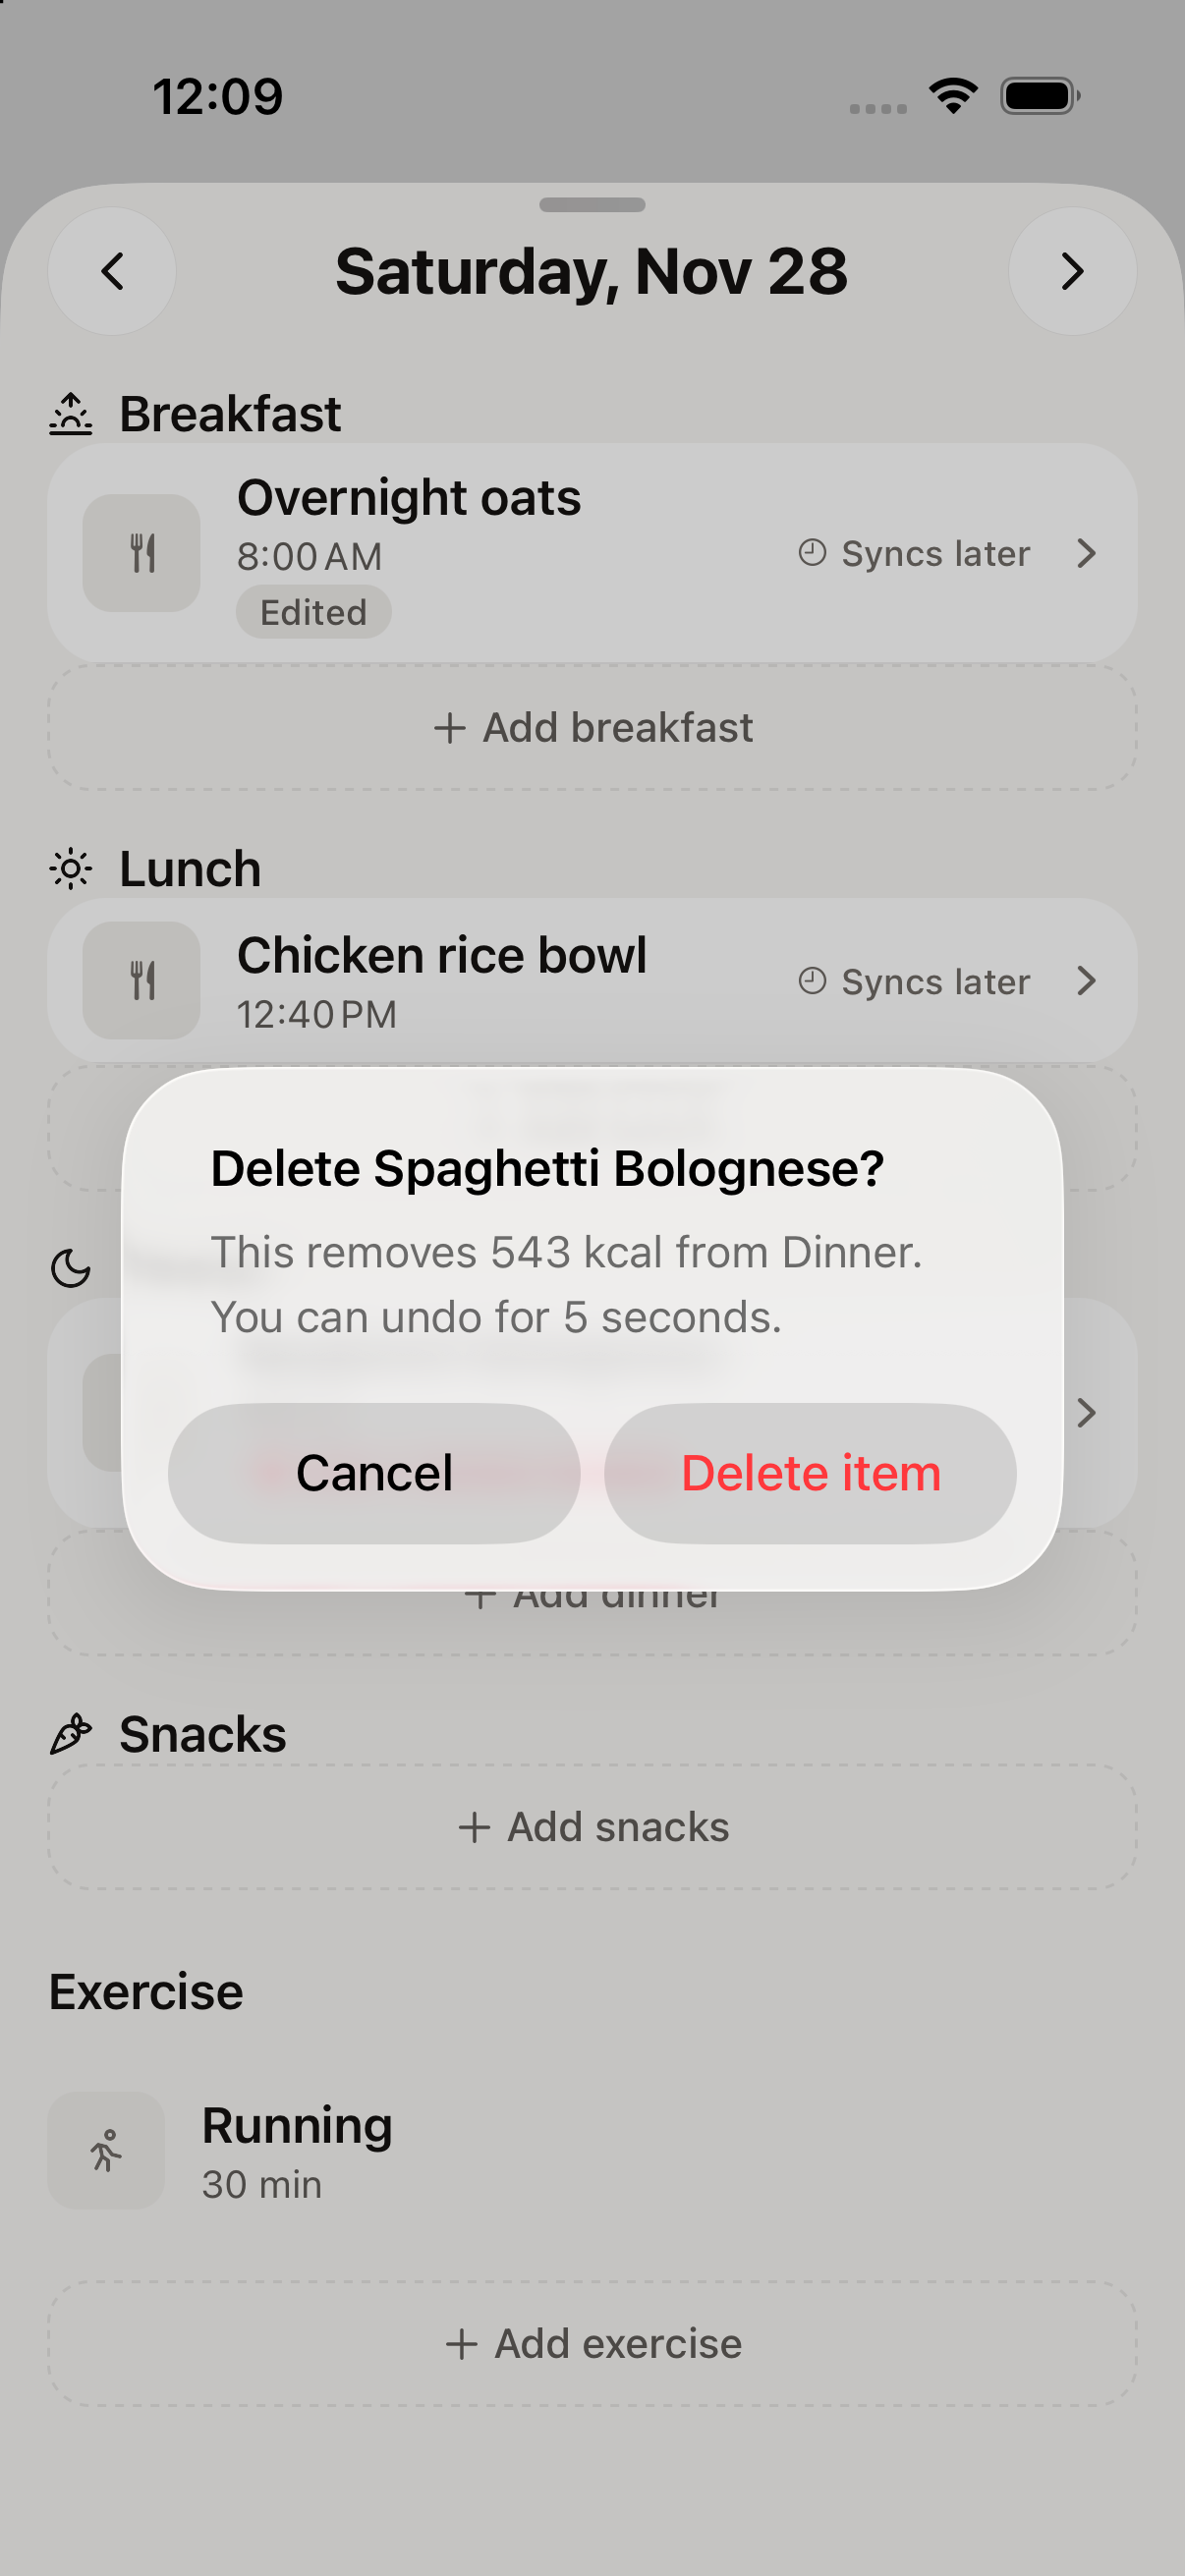 12:09
Saturday, Nov 28
Breakfast
Overnight oats
8:00 AM
Syncs later
Edited
+ Add breakfast
Lunch
Chicken rice bowl
12:40 PM
Syncs later
Delete Spaghetti Bolognese?
This removes 543 kcal from Dinner.
You can undo for 5 seconds.
Cancel
Delete item
+ Add dinner
Snacks
+ Add snacks
Exercise
Running
30 min
+ Add exercise